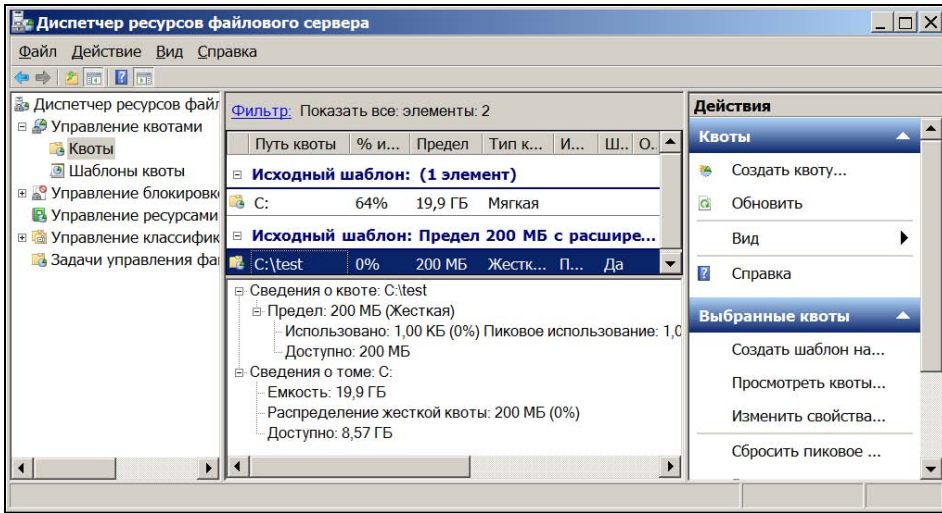 Диспетчер ресурсов файлового сервера
Файл Действие Вид Справка
Диспетчер ресурсов файл
Управление квотами
Квоты
Шаблоны квоты
Управление блокировк
Управление ресурсами
Управление классифик
Задачи управления фа
Фильтр: Показать все: элементы: 2
Путь квоты % и... Предел Тип к... И... Ш... О..
Исходный шаблон: (1 элемент)
C: 64% 19,9 ГБ Мягкая
Исходный шаблон: Предел 200 МБ с расшире...
C:\test 0% 200 МБ Жестк... П... Да
Сведения о квоте: C:\test
Предел: 200 МБ (Жесткая)
Использовано: 1,00 КБ (0%) Пиковое использование: 1,0
Доступно: 200 МБ
Сведения о томе: C:
Емкость: 19,9 ГБ
Распределение жесткой квоты: 200 МБ (0%)
Доступно: 8,57 ГБ
Действия
Квоты
Создать квоту...
Обновить
Вид
Справка
Выбранные квоты
Создать шаблон на...
Просмотреть квоты...
Изменить свойства...
Сбросить пиковое ...